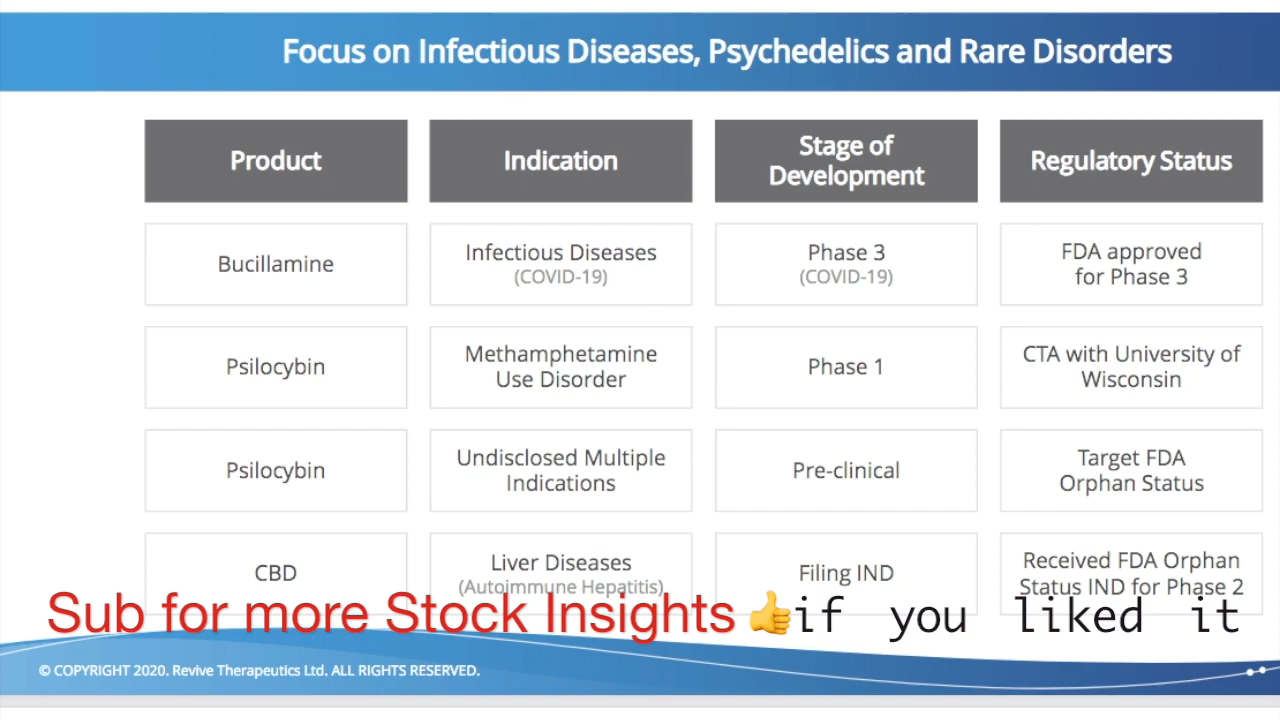 Focus on Infectious Diseases, Psychedelics and Rare Disorders
Product
Indication
Stage of
Development
Regulatory Status
Bucillamine
Infectious Diseases
(COVID-19)
Phase 3
(COVID-19)
FDA approved
for Phase 3
Psilocybin
Methamphetamine
Use Disorder
Phase 1
CTA with University of
Wisconsin
Psilocybin
Undisclosed Multiple
Indications
Pre-clinical
Target FDA
Orphan Status
CBD
Liver Diseases
(Autoimmune Hepatitis)
Filing IND
Received FDA Orphan
Status IND for Phase 2
Sub for more Stock Insights 👍if you liked it
© COPYRIGHT 2020. Revive Therapeutics Ltd. ALL RIGHTS RESERVED.